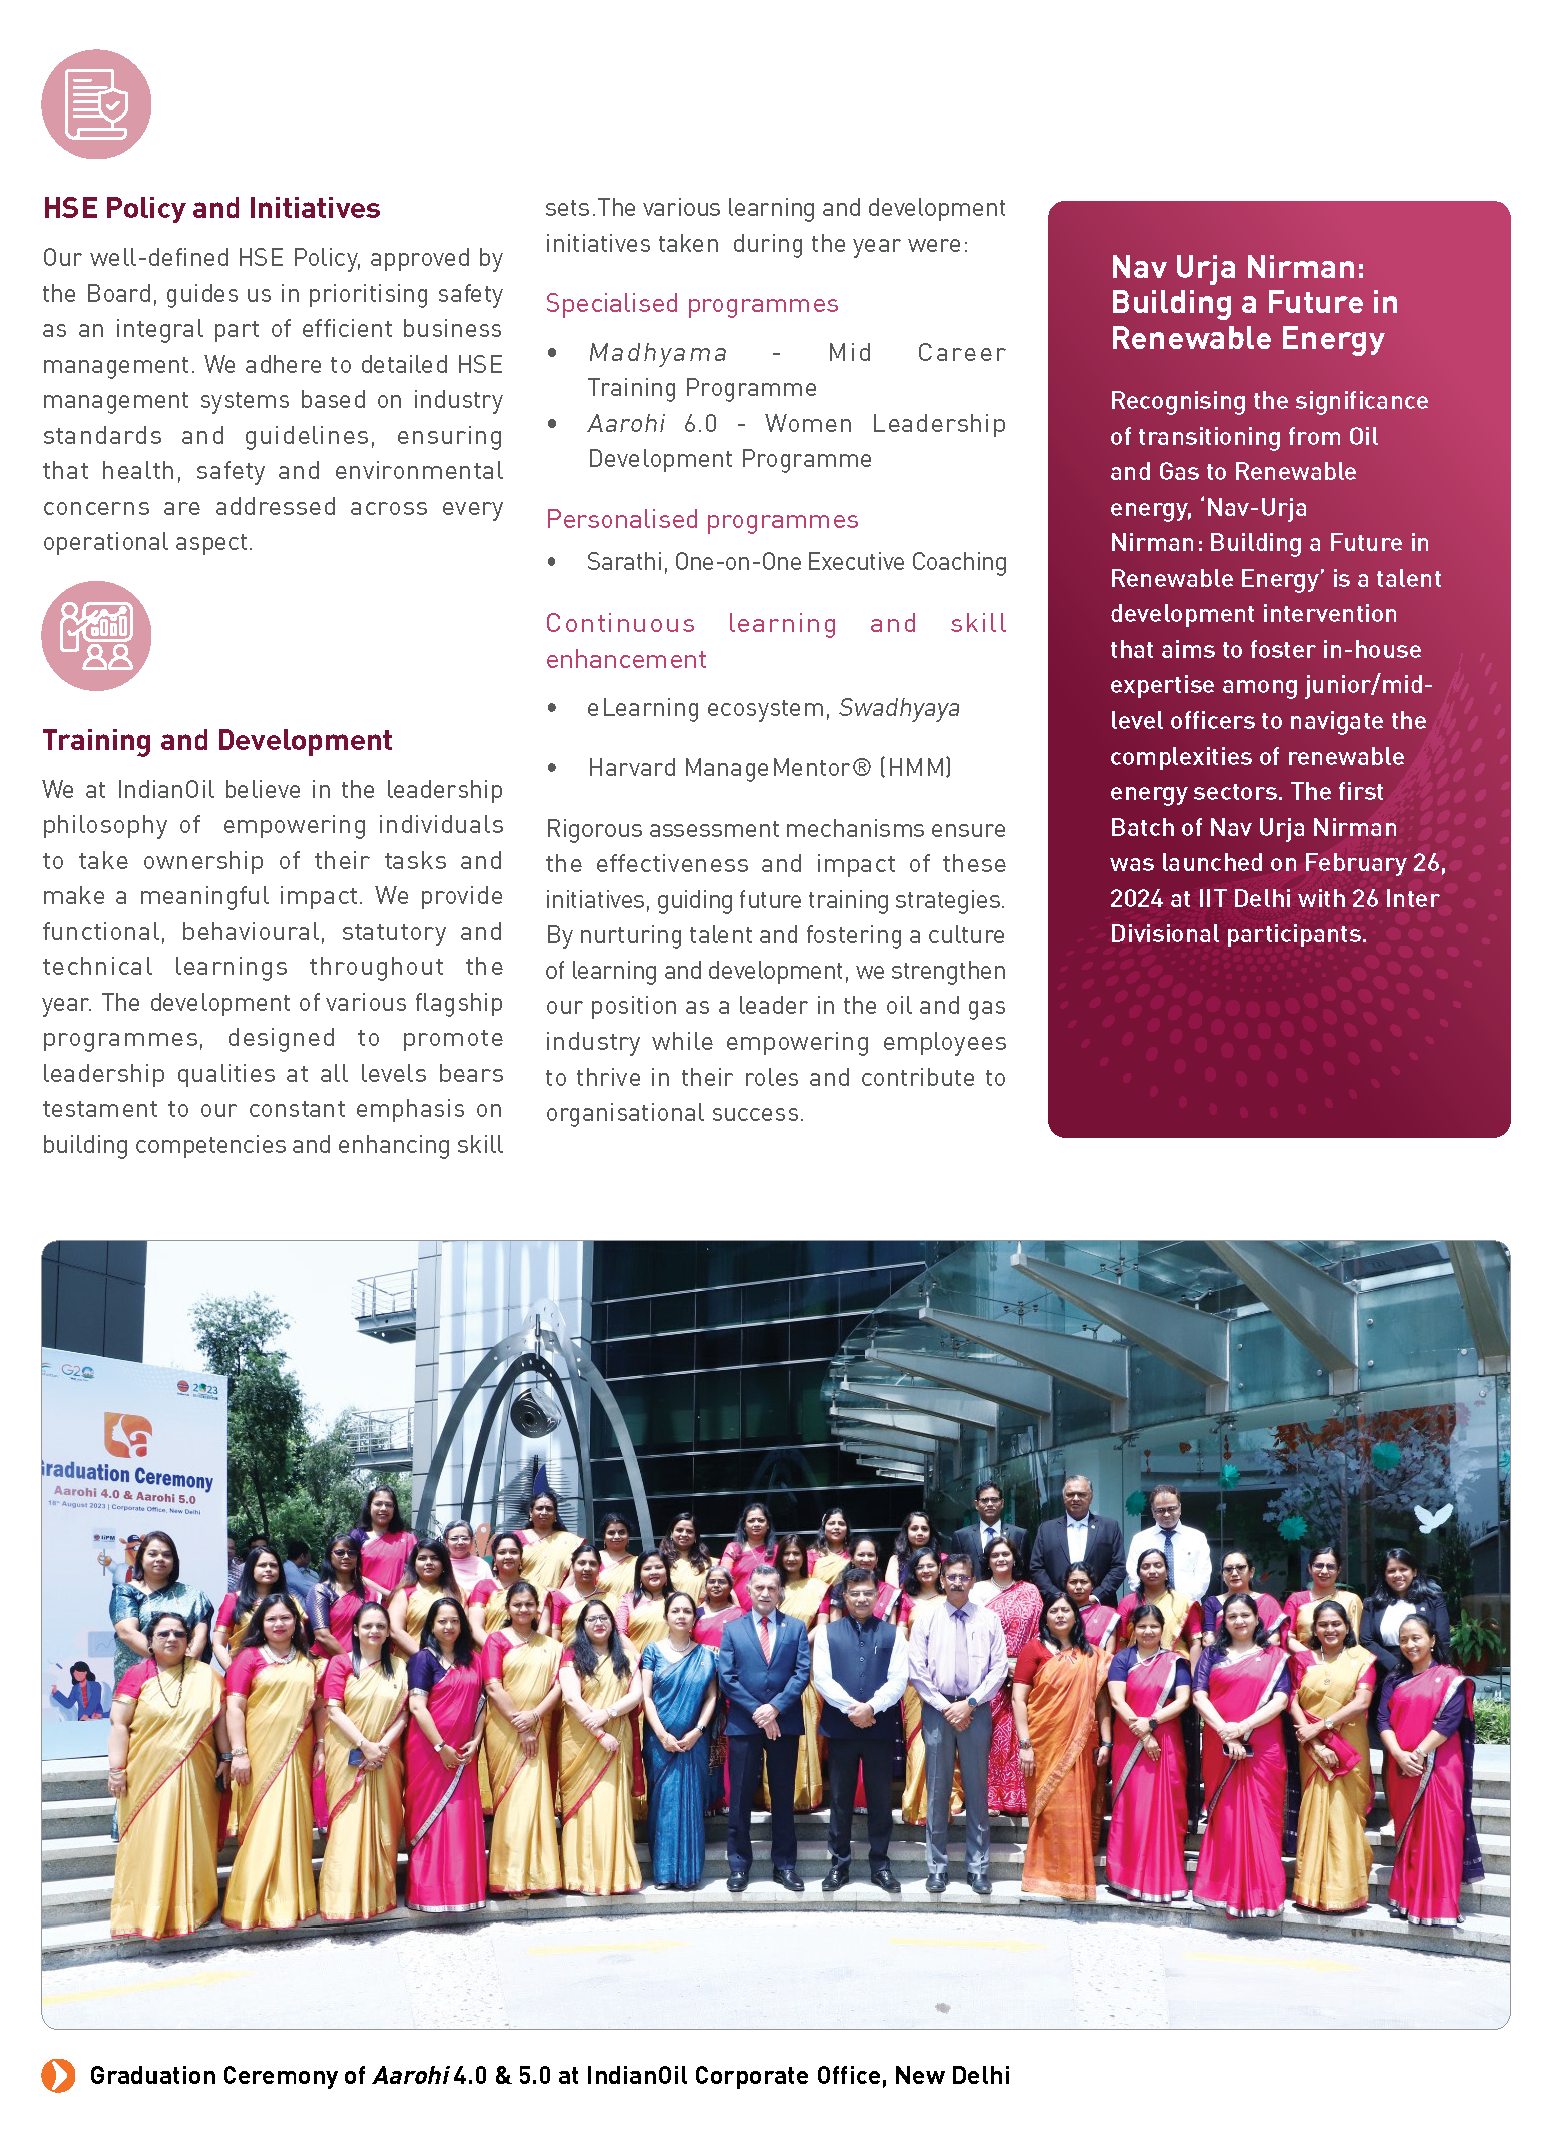 HSE Policy and Initiatives
Our well-defined HSE Policy, approved by
the Board, guides us in prioritising safety
as an integral part of efficient business
management. We adhere to detailed HSE
management systems based on industry
standards and guidelines, ensuring
that health, safety and environmental
concerns are addressed across every
operational aspect.
Training and Development
We at IndianOil believe in the leadership
philosophy of empowering individuals
to take ownership of their tasks and
make a meaningful impact. We provide
functional, behavioural, statutory and
technical learnings throughout the
year. The development of various flagship
programmes, designed to promote
leadership qualities at all levels bears
testament to our constant emphasis on
building competencies and enhancing skill
sets.The various learning and development
initiatives taken during the year were:
Specialised programmes
• Madhyama - Mid Career
Training Programme
• Aarohi 6.0 - Women Leadership
Development Programme
Personalised programmes
• Sarathi, One-on-One Executive Coaching
Continuous learning and skill
enhancement
• eLearning ecosystem, Swadhyaya
• Harvard ManageMentor® (HMM)
Rigorous assessment mechanisms ensure
the effectiveness and impact of these
initiatives, guiding future training strategies.
By nurturing talent and fostering a culture
of learning and development, we strengthen
our position as a leader in the oil and gas
industry while empowering employees
to thrive in their roles and contribute to
organisational success.
Nav Urja Nirman:
Building a Future in
Renewable Energy
Recognising the significance
of transitioning from Oil
and Gas to Renewable
energy, ‘Nav-Urja
Nirman: Building a Future in
Renewable Energy’ is a talent
development intervention
that aims to foster in-house
expertise among junior/mid-
level officers to navigate the
complexities of renewable
energy sectors. The first
Batch of Nav Urja Nirman
was launched on February 26,
2024 at IIT Delhi with 26 Inter
Divisional participants.
G20
2023
a
raduation Ceremony
Aarohi 4.0 & Aarohi 5.0
18th August 2023 | Corporate Office, New Delhi
IiPM
Graduation Ceremony of Aarohi 4.0 & 5.0 at IndianOil Corporate Office, New Delhi